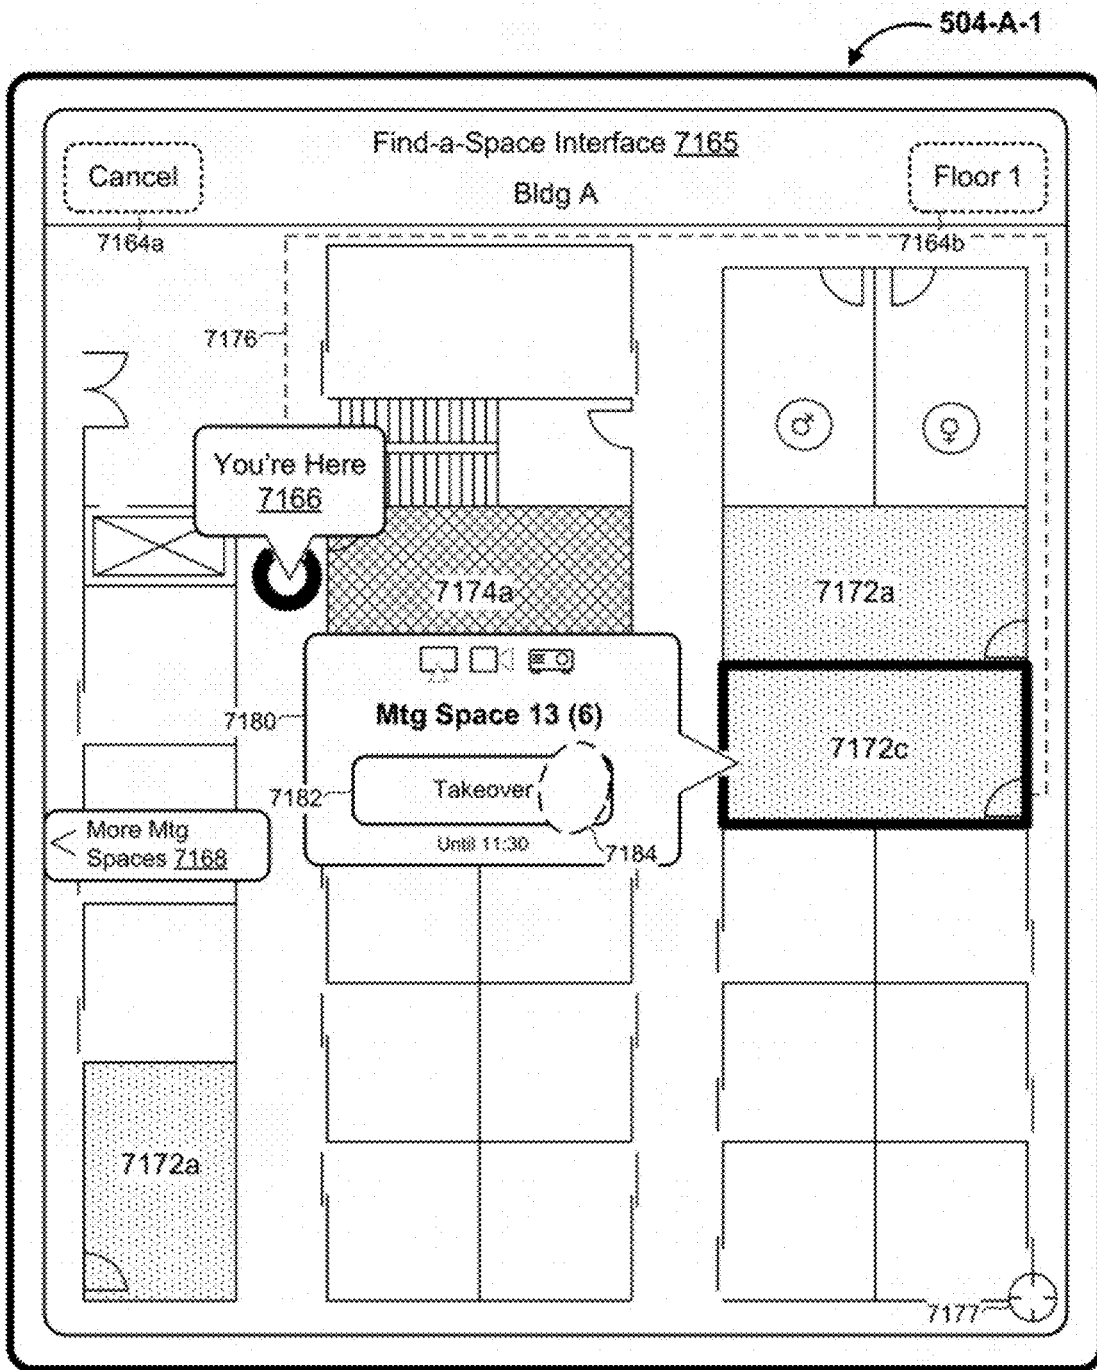 504-A-1
Find-a-Space Interface 7165
Cancel
Bldg A
Floor 1
7164a
7164b
7176
You're Here
7166
7174a
7172a
7180
Mtg Space 13 (6)
7172c
7182
Takeover
Until 11:30
7184
More Mtg
Spaces 7168
7172a
7177